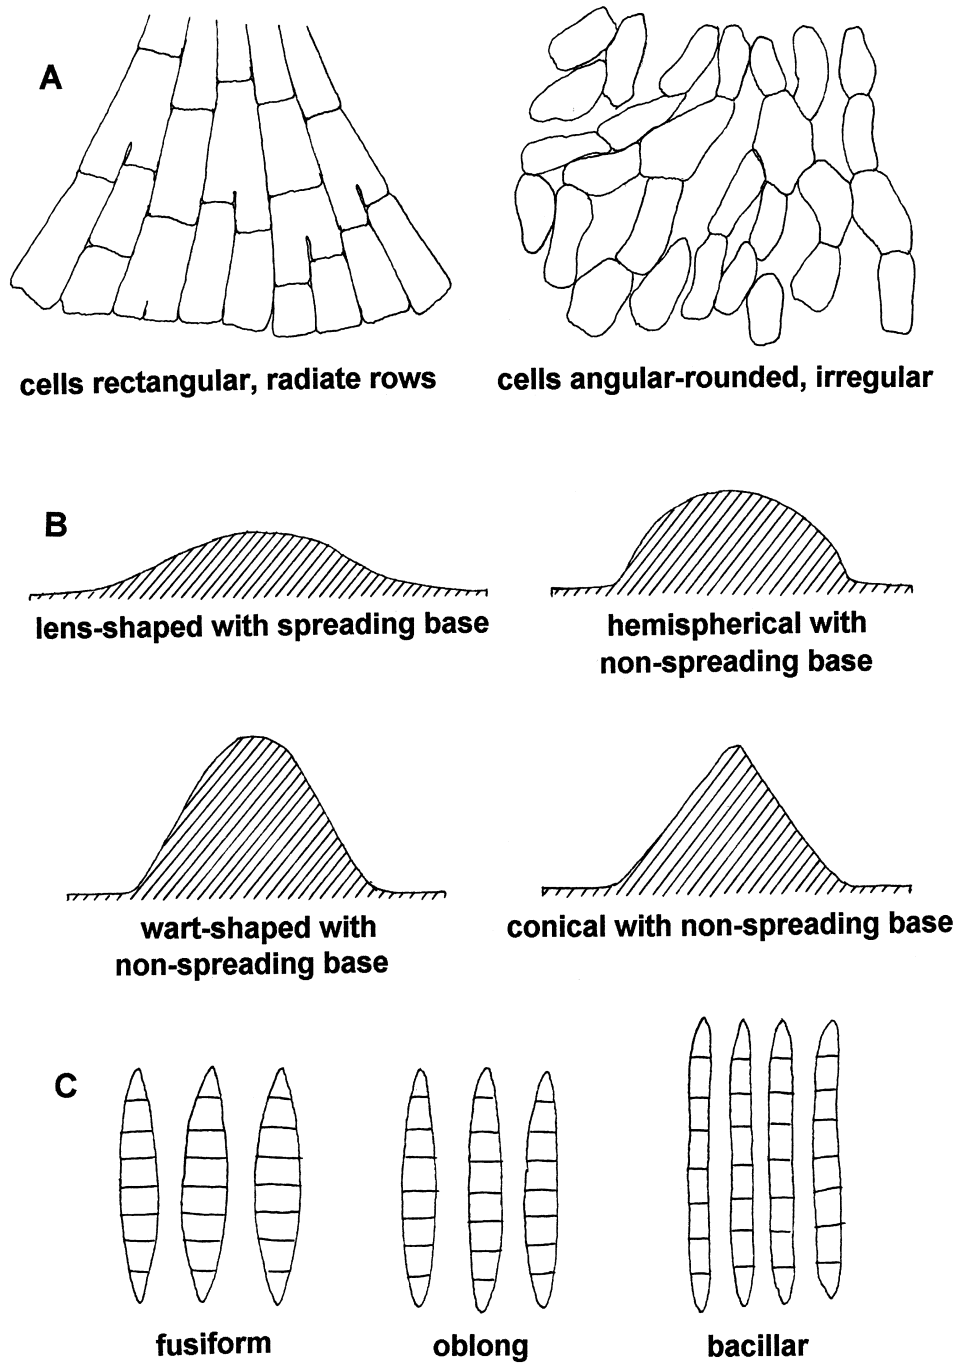 A
cells rectangular, radiate rows
cells angular-rounded, irregular
B
lens-shaped with spreading base
hemispherical with
non-spreading base
wart-shaped with
non-spreading base
conical with non-spreading base
C
fusiform
oblong
bacillar